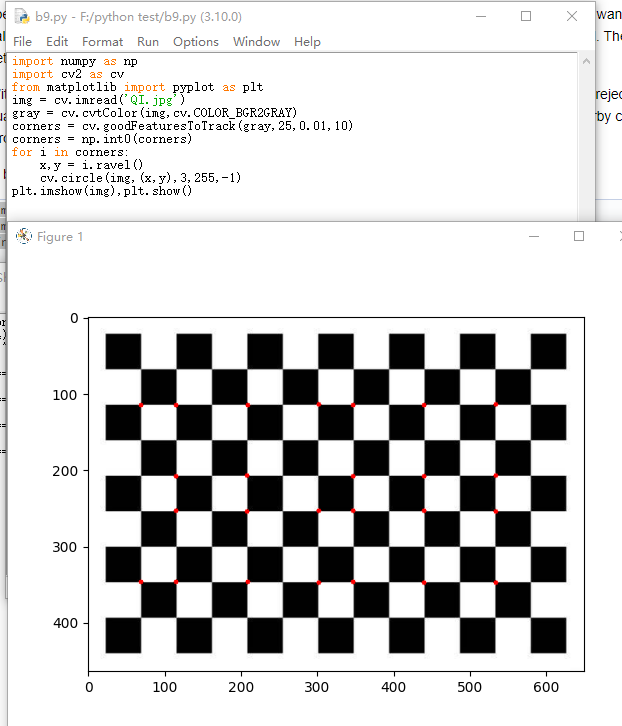 b9.py - F:/python test/b9.py (3.10.0)
wan
File Edit Format Run Options Window Help
import numpy as np
import cv2 as cv
from matplotlib import pyplot as plt
img = cv.imread('QI.jpg')
gray = cv.cvtColor(img,cv.COLOR_BGR2GRAY)
corners = cv.goodFeaturesToTrack(gray,25,0.01,10)
corners = np.int0(corners)
for i in corners:
    x,y = i.ravel()
    cv.circle(img,(x,y),3,255,-1)
plt.imshow(img),plt.show()
. The
rejec
rby c
Figure 1
0
100
200
300
400
0 100 200 300 400 500 600